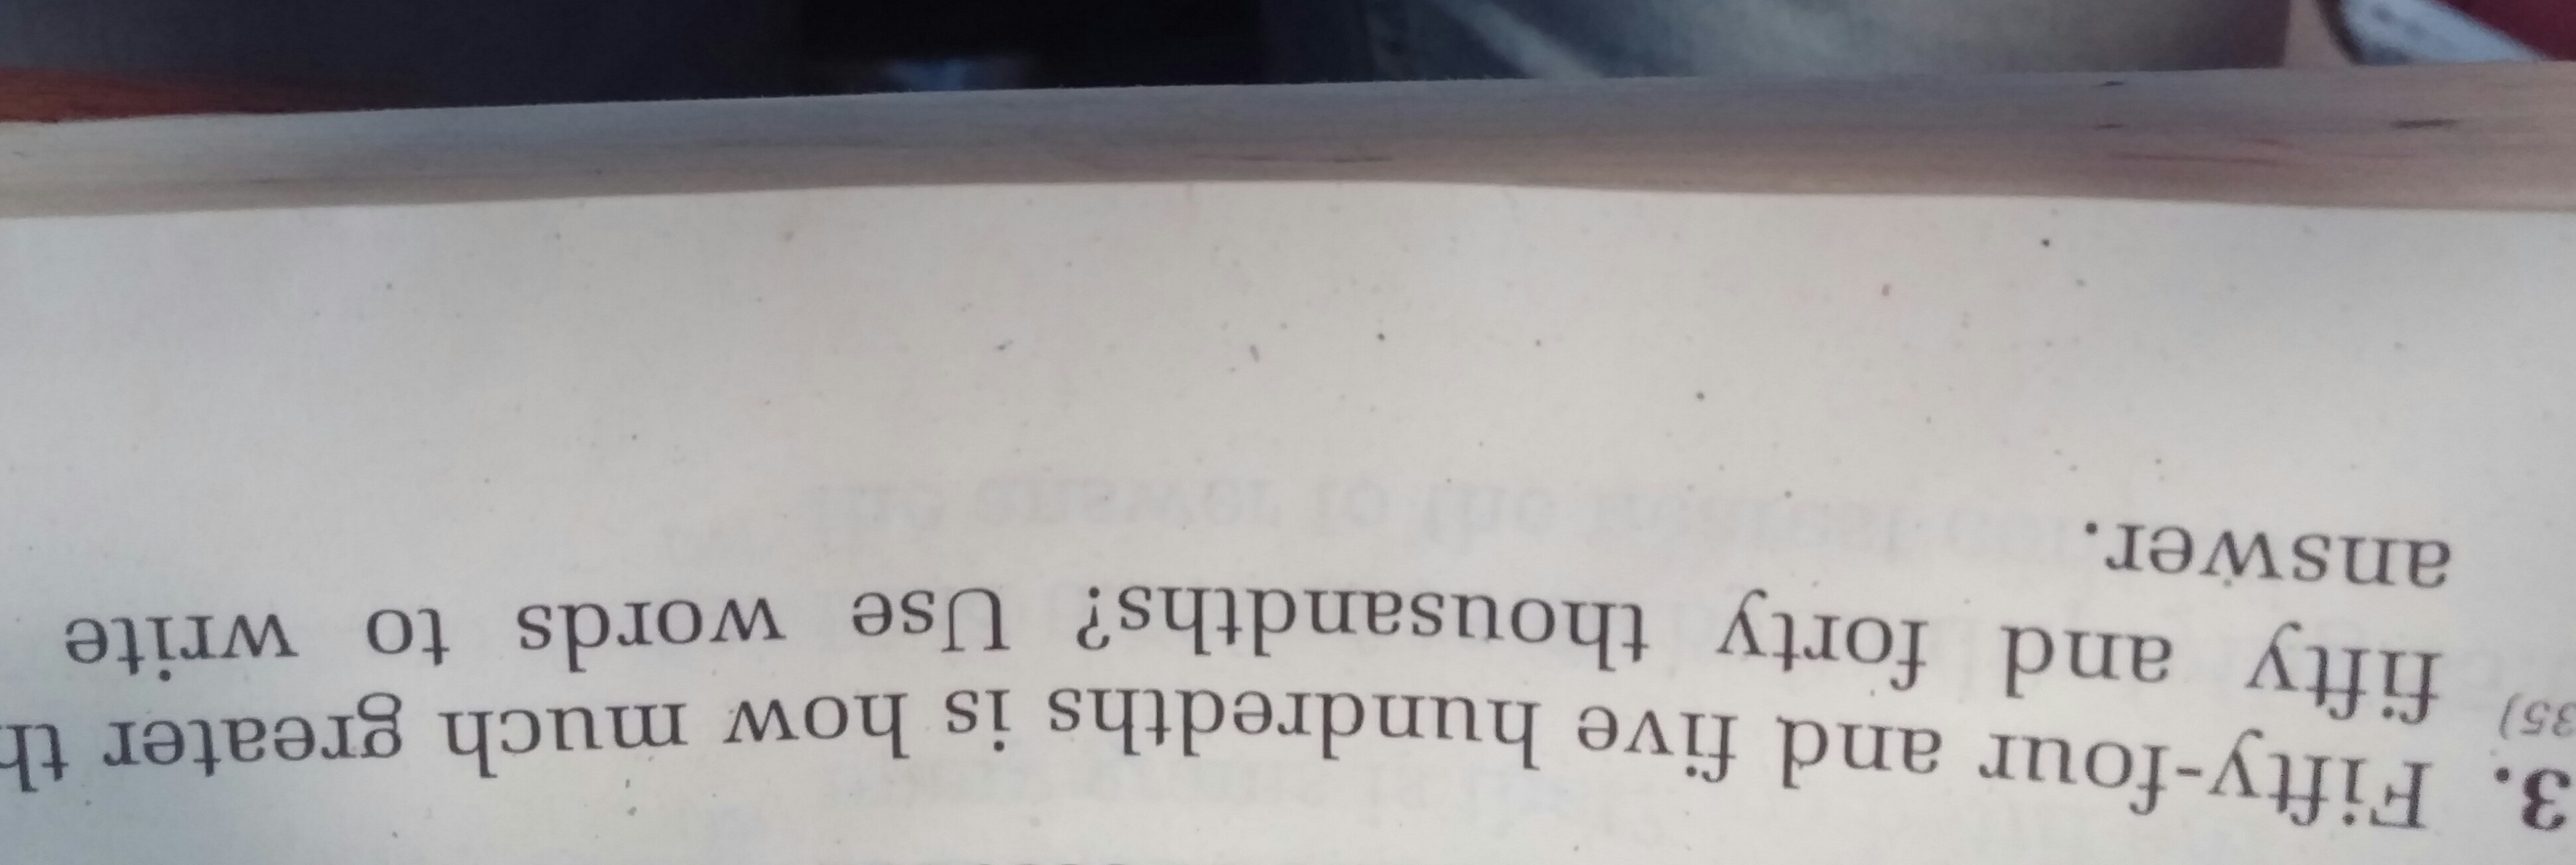 3. Fifty-four and five hundredths is how much greater th
35) fifty and forty thousandths? Use words to write
answer.